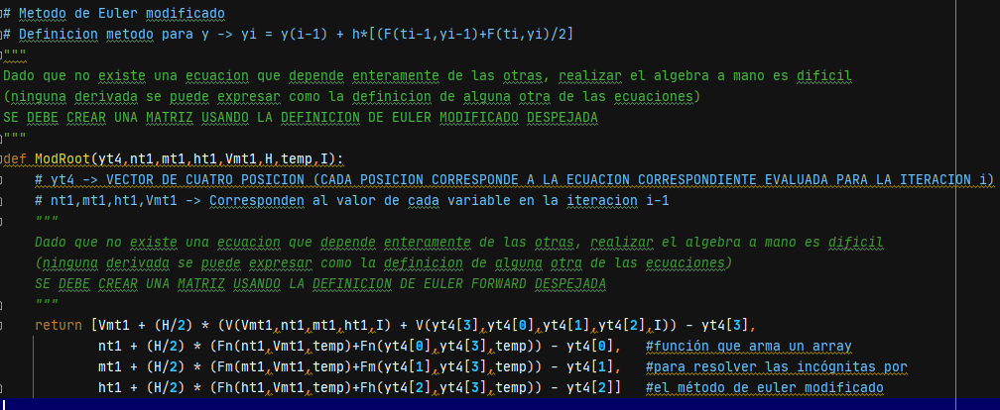 # Metodo de Euler modificado
# Definicion metodo para y -> yi = y(i-1) + h*[(F(ti-1,yi-1)+F(ti,yi)/2]
"""
Dado que no existe una ecuacion que depende enteramente de las otras, realizar el algebra a mano es dificil
(ninguna derivada se puede expresar como la definicion de alguna otra de las ecuaciones)
SE DEBE CREAR UNA MATRIZ USANDO LA DEFINICION DE EULER MODIFICADO DESPEJADA
"""
def ModRoot(yt4,nt1,mt1,ht1,Vmt1,H,temp,I):
# yt4 -> VECTOR DE CUATRO POSICION (CADA POSICION CORRESPONDE A LA ECUACION CORRESPONDIENTE EVALUADA PARA LA ITERACION i)
# nt1,mt1,ht1,Vmt1 -> Corresponden al valor de cada variable en la iteracion i-1
"""
Dado que no existe una ecuacion que depende enteramente de las otras, realizar el algebra a mano es dificil
(ninguna derivada se puede expresar como la definicion de alguna otra de las ecuaciones)
SE DEBE CREAR UNA MATRIZ USANDO LA DEFINICION DE EULER FORWARD DESPEJADA
"""
return [Vmt1 + (H/2) * (V(Vmt1,nt1,mt1,ht1,I) + V(yt4[3],yt4[0],yt4[1],yt4[2],I)) - yt4[3],
nt1 + (H/2) * (Fn(nt1,Vmt1,temp)+Fn(yt4[0],yt4[3],temp)) - yt4[0], #función que arma un array
mt1 + (H/2) * (Fm(mt1,Vmt1,temp)+Fm(yt4[1],yt4[3],temp)) - yt4[1], #para resolver las incógnitas por
ht1 + (H/2) * (Fh(ht1,Vmt1,temp)+Fh(yt4[2],yt4[3],temp)) - yt4[2]] #el método de euler modificado